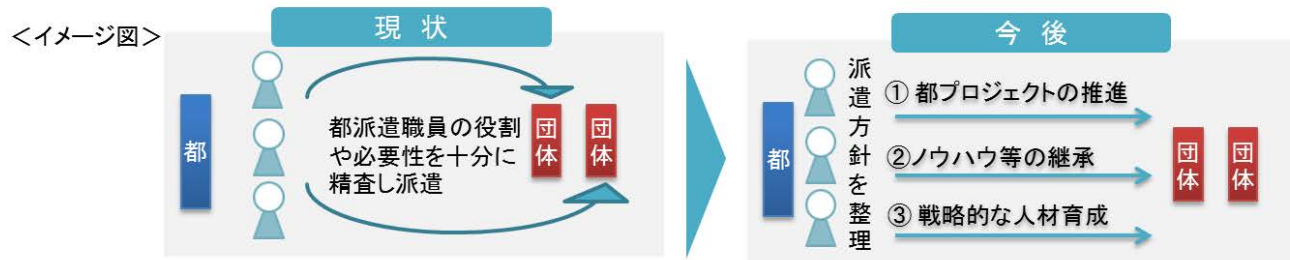 ＜イメージ図＞
現 状
都
都派遣職員の役割
や必要性を十分に
精査し派遣
団体
団体
今 後
都
派遣方針を整理
① 都プロジェクトの推進
②ノウハウ等の継承
③ 戦略的な人材育成
団体
団体